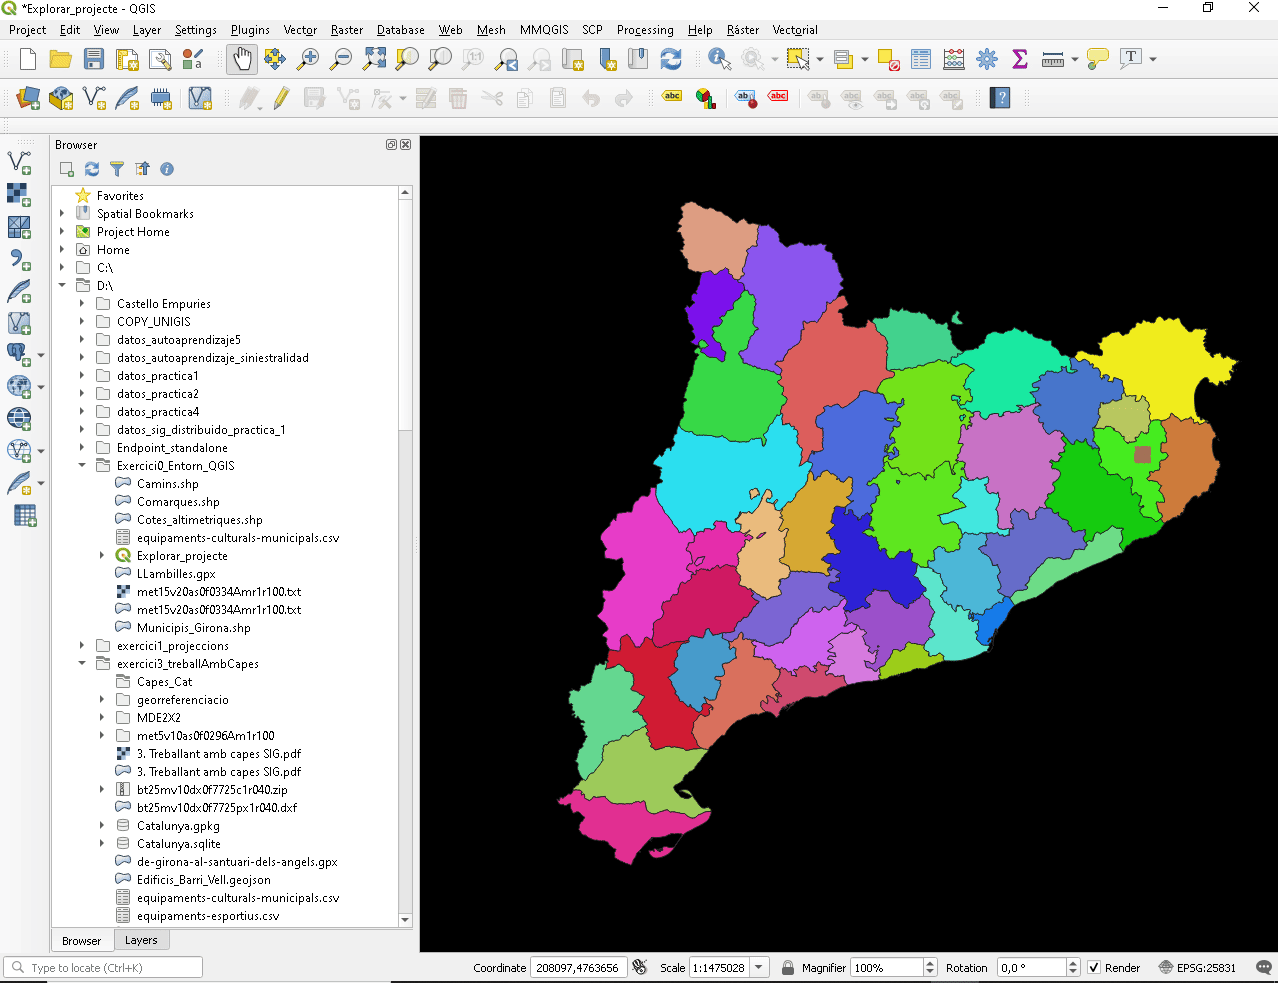 *Explorar_projecte - QGIS
Project Edit View Layer Settings Plugins Vector Raster Database Web Mesh MMQGIS SCP Processing Help Ràster Vectorial
Browser
Favorites
Spatial Bookmarks
Project Home
Home
C:\
D:\
Castello Empuries
COPY_UNIGIS
datos_autoaprendizaje5
datos_autoaprendizaje_siniestralidad
datos_practica1
datos_practica2
datos_practica4
datos_sig_distribuido_practica_1
Endpoint_standalone
Exercici0_Entorn_QGIS
Camins.shp
Comarques.shp
Cotes_altimetriques.shp
equipaments-culturals-municipals.csv
Explorar_projecte
LLambilles.gpx
met15v20as0f0334Amr1r100.txt
met15v20as0f0334Amr1r100.txt
Municipis_Girona.shp
exercici1_projeccions
exercici3_treballAmbCapes
Capes_Cat
georreferenciacio
MDE2X2
met5v10as0f0296Am1r100
3. Treballant amb capes SIG.pdf
3. Treballant amb capes SIG.pdf
bt25mv10dx0f7725c1r040.zip
bt25mv10dx0f7725px1r040.dxf
Catalunya.gpkg
Catalunya.sqlite
de-girona-al-santuari-dels-angels.gpx
Edificis_Barri_Vell.geojson
equipaments-culturals-municipals.csv
equipaments-esportius.csv
Browser Layers
Type to locate (Ctrl+K) Coordinate 208097,4763656 Scale 1:1475028 Magnifier 100% Rotation 0,0 ° Render EPSG:25831